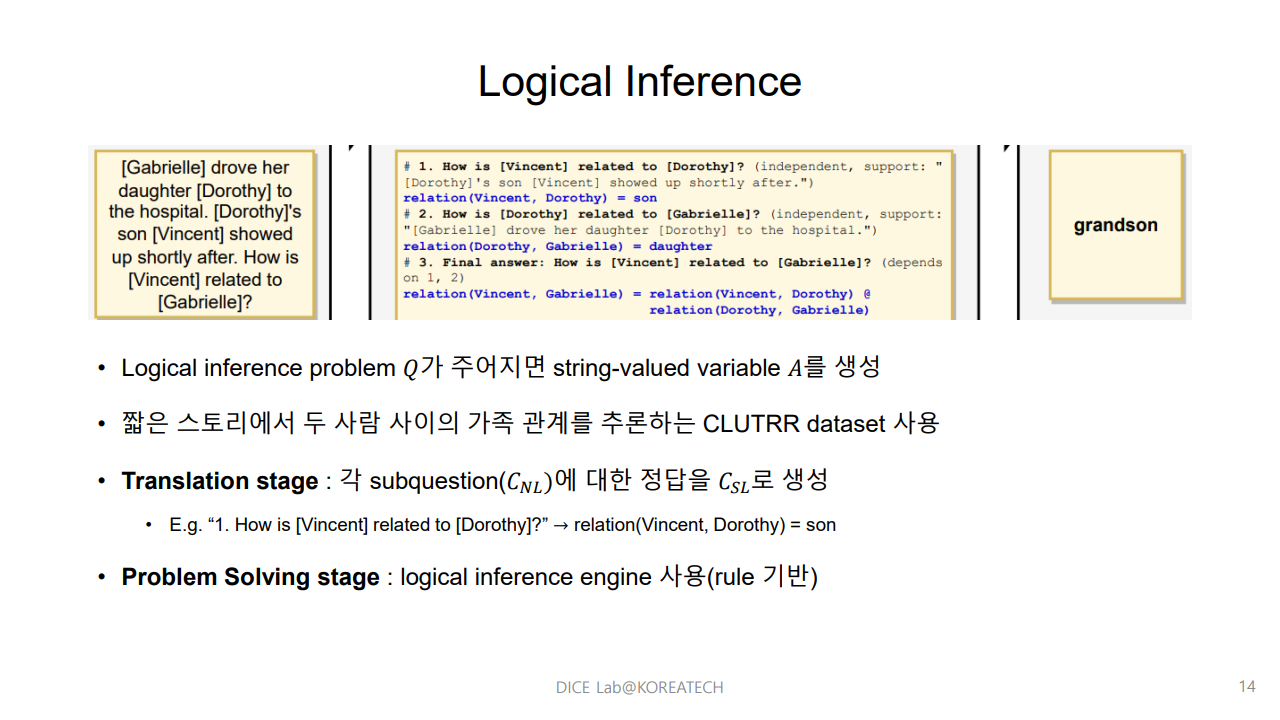 Logical Inference
[Gabrielle] drove her
daughter [Dorothy] to
the hospital. [Dorothy]'s
son [Vincent] showed
up shortly after. How is
[Vincent] related to
[Gabrielle]?
# 1. How is [Vincent] related to [Dorothy]? (independent, support: "
[Dorothy]'s son [Vincent] showed up shortly after.")
relation(Vincent, Dorothy) = son
# 2. How is [Dorothy] related to [Gabrielle]? (independent, support:
"[Gabrielle] drove her daughter [Dorothy] to the hospital.")
relation(Dorothy, Gabrielle) = daughter
# 3. Final answer: How is [Vincent] related to [Gabrielle]? (depends
on 1, 2)
relation(Vincent, Gabrielle) = relation(Vincent, Dorothy) @
relation(Dorothy, Gabrielle)
grandson
• Logical inference problem 𝑄가 주어지면 string-valued variable 𝐴를 생성
• 짧은 스토리에서 두 사람 사이의 가족 관계를 추론하는 CLUTRR dataset 사용
• Translation stage : 각 subquestion(𝐶𝑁𝐿)에 대한 정답을 𝐶𝑆𝐿로 생성
• E.g. “1. How is [Vincent] related to [Dorothy]?” → relation(Vincent, Dorothy) = son
• Problem Solving stage : logical inference engine 사용(rule 기반)
DICE Lab@KOREATECH
14